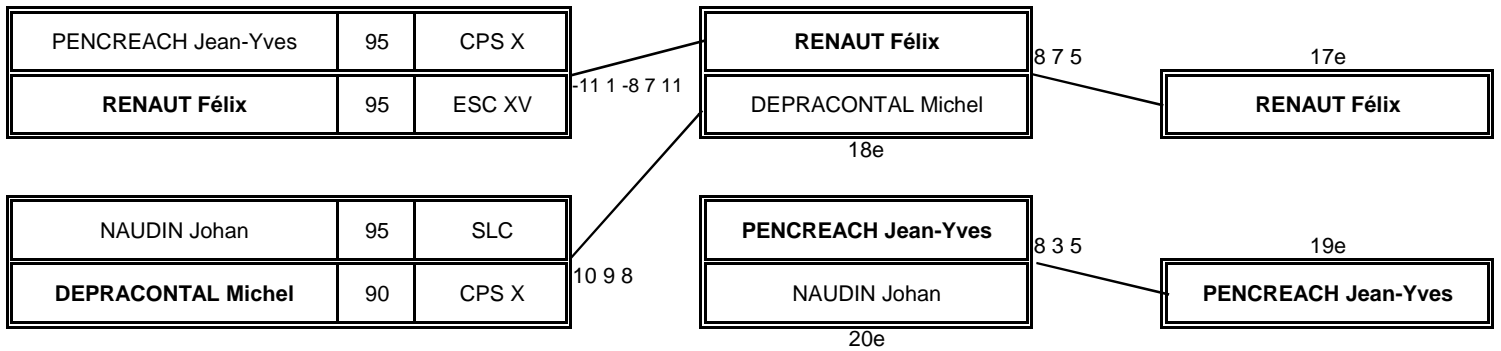 PENCREACH Jean-Yves 95 CPS X
RENAUT Félix 95 ESC XV
-11 1 -8 7 11
RENAUT Félix
DEPRACONTAL Michel
18e
8 7 5
17e
RENAUT Félix
NAUDIN Johan 95 SLC
DEPRACONTAL Michel 90 CPS X
10 9 8
PENCREACH Jean-Yves
NAUDIN Johan
20e
8 3 5
19e
PENCREACH Jean-Yves